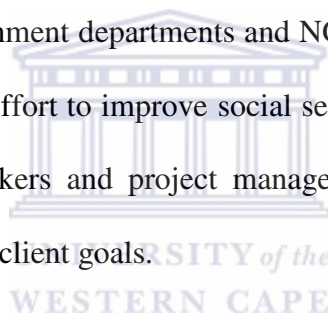 nment departments and NG
ffort to improve social se
kers and project manage
client goals.
UNIVERSITY of the
WESTERN CAPE